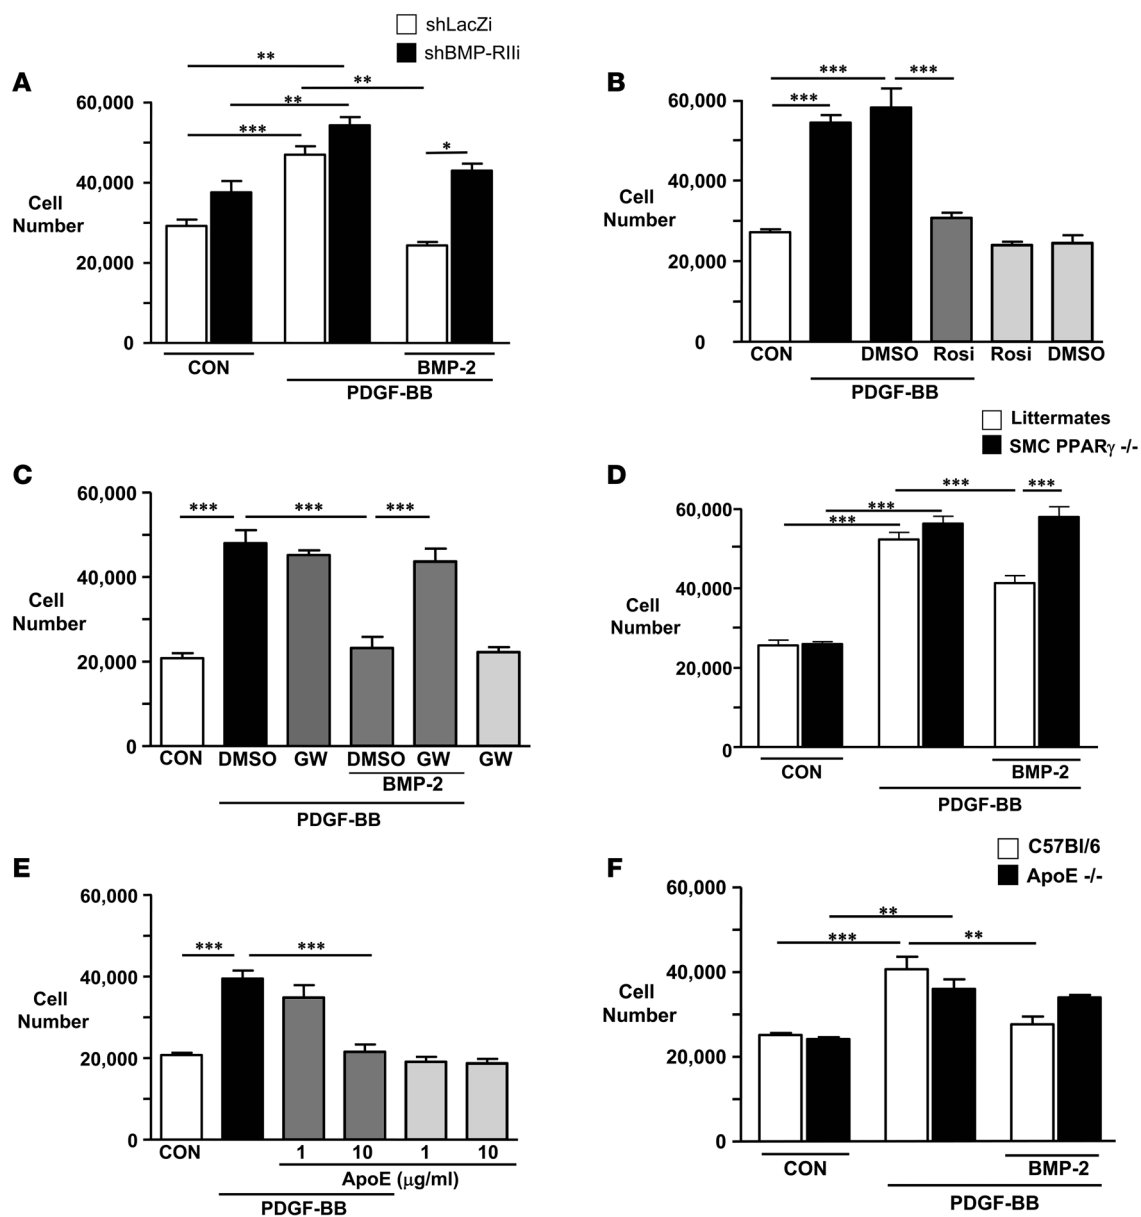 shLacZi
shBMP-RIIi
A
**
**
**
***
*
60,000
40,000
20,000
0
Cell
Number
CON
BMP-2
PDGF-BB
B
***
***
***
60,000
40,000
20,000
0
Cell
Number
CON
DMSO
Rosi
Rosi
DMSO
PDGF-BB
C
***
***
***
60,000
40,000
20,000
0
Cell
Number
CON
DMSO
GW
DMSO
GW
GW
BMP-2
PDGF-BB
Littermates
SMC PPARγ -/-
D
***
***
***
***
60,000
40,000
20,000
0
Cell
Number
CON
BMP-2
PDGF-BB
E
***
***
60,000
40,000
20,000
0
Cell
Number
CON
1
10
1
10
ApoE (μg/ml)
PDGF-BB
C57Bl/6
ApoE -/-
F
**
***
**
60,000
40,000
20,000
0
Cell
Number
CON
BMP-2
PDGF-BB